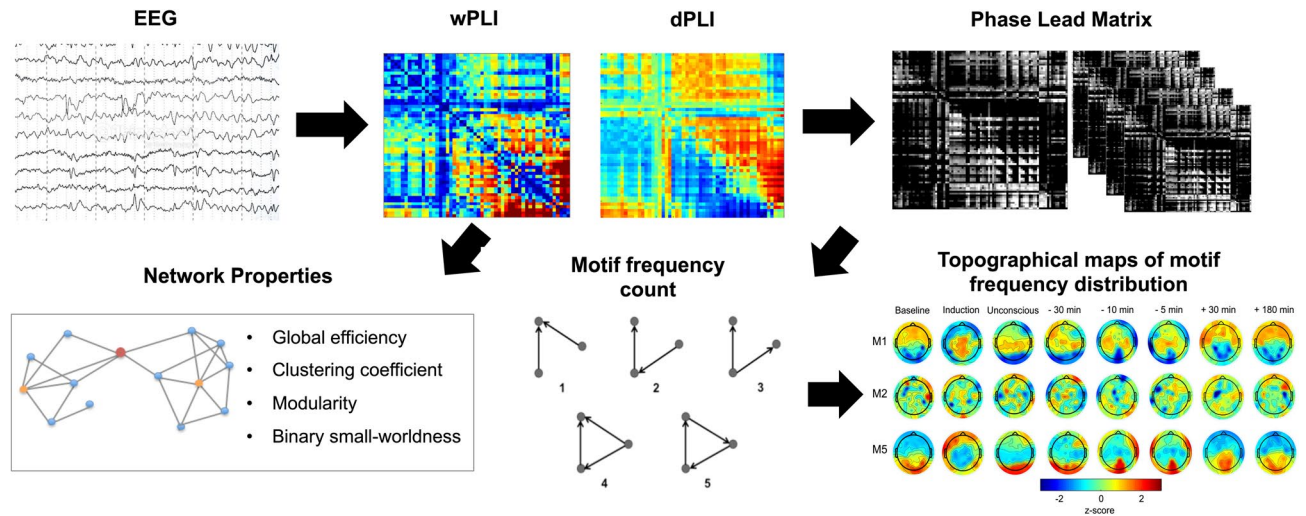 EEG
wPLI
dPLI
Phase Lead Matrix
Network Properties
• Global efficiency
• Clustering coefficient
• Modularity
• Binary small-worldness
Motif frequency
count
1
2
3
4
5
Topographical maps of motif
frequency distribution
Baseline Induction Unconscious - 30 min - 10 min - 5 min + 30 min + 180 min
M1
M2
M5
-2 0 2
z-score